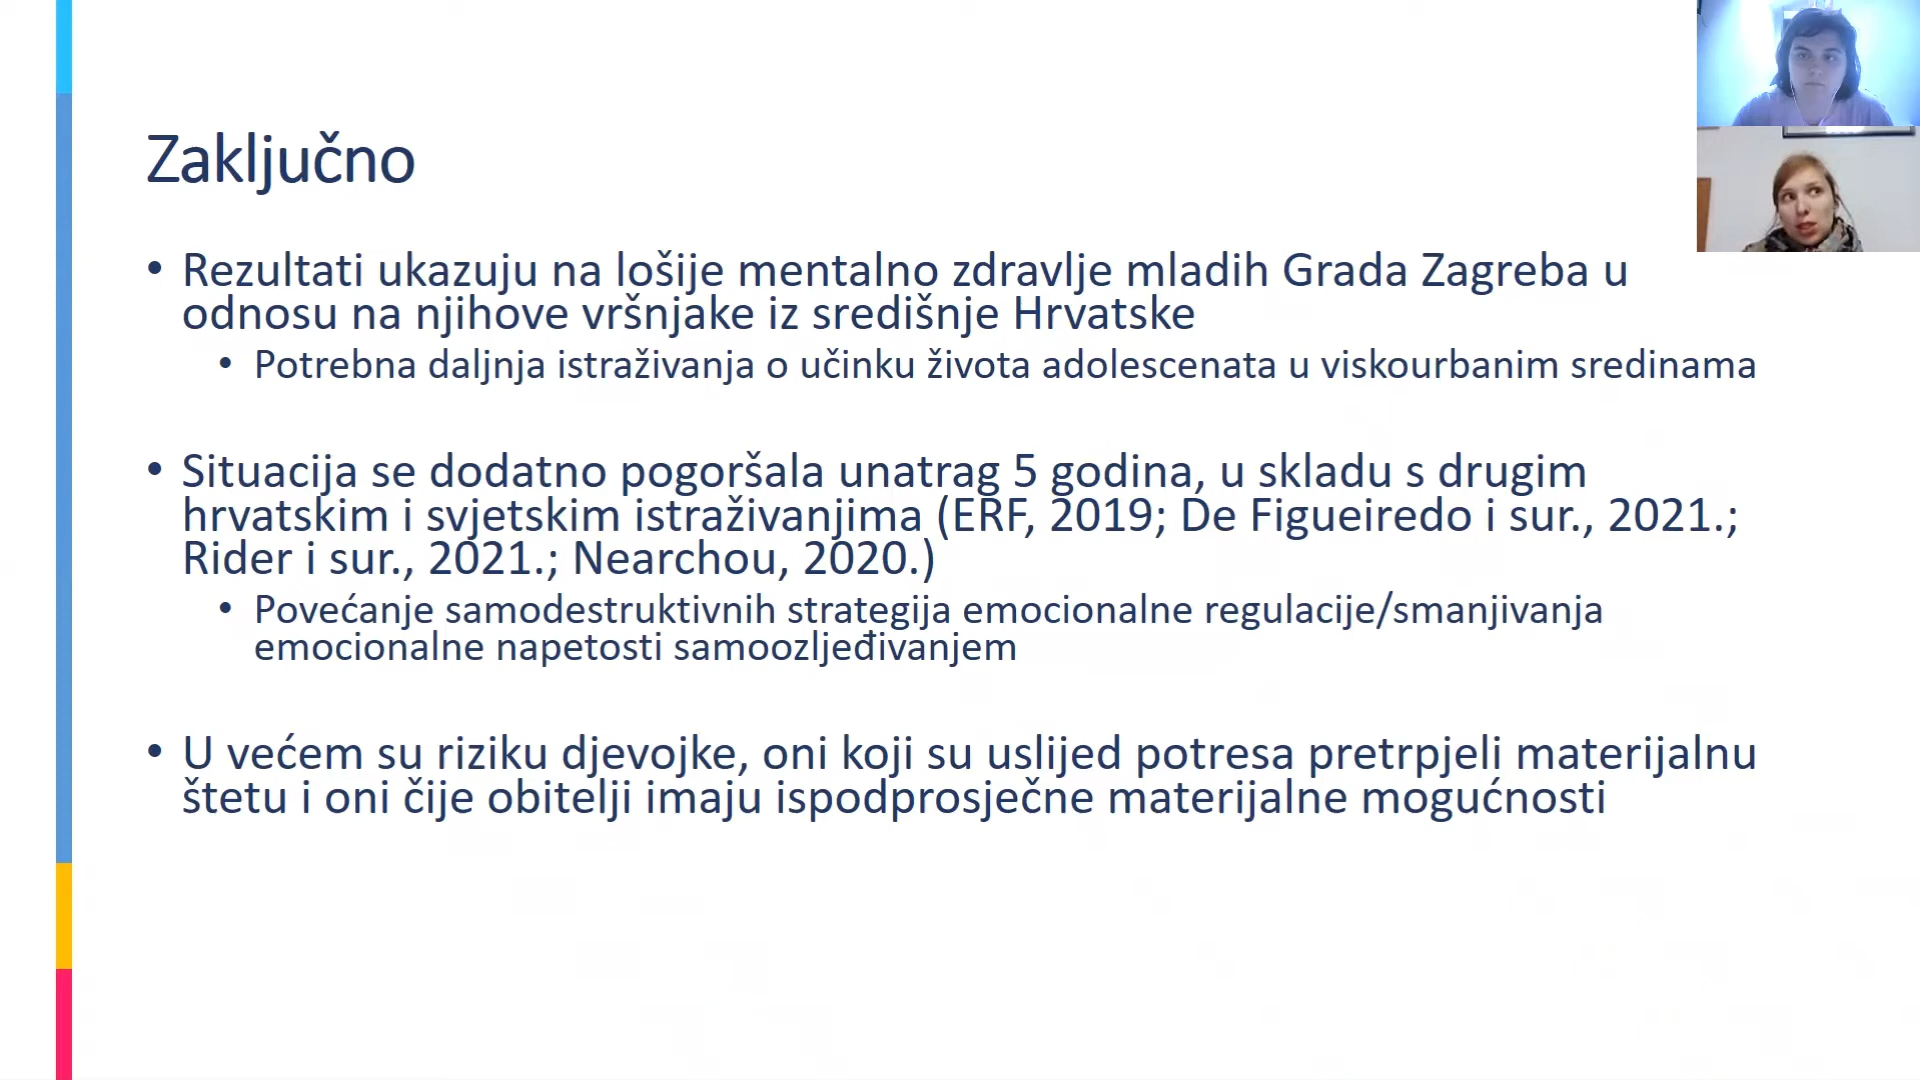 Zaključno
• Rezultati ukazuju na lošije mentalno zdravlje mladih Grada Zagreba u
odnosu na njihove vršnjake iz središnje Hrvatske
• Potrebna daljnja istraživanja o učinku života adolescenata u viskourbanim sredinama
• Situacija se dodatno pogoršala unatrag 5 godina, u skladu s drugim
hrvatskim i svjetskim istraživanjima (ERF, 2019; De Figueiredo i sur., 2021.;
Rider i sur., 2021.; Nearchou, 2020.)
• Povećanje samodestruktivnih strategija emocionalne regulacije/smanjivanja
emocionalne napetosti samoozljeđivanjem
• U većem su riziku djevojke, oni koji su uslijed potresa pretrpjeli materijalnu
štetu i oni čije obitelji imaju ispodprosječne materijalne mogućnosti